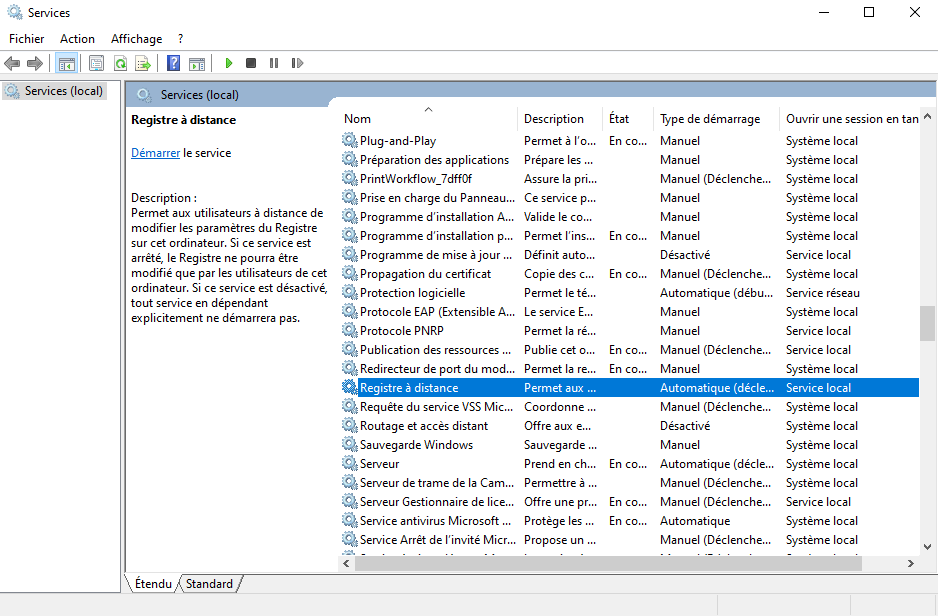 Services
Fichier Action Affichage ?
Services (local)
Services (local)
Registre à distance
Démarrer le service
Description :
Permet aux utilisateurs à distance de
modifier les paramètres du Registre
sur cet ordinateur. Si ce service est
arrêté, le Registre ne pourra être
modifié que par les utilisateurs de cet
ordinateur. Si ce service est désactivé,
tout service en dépendant
explicitement ne démarrera pas.
Nom Description État Type de démarrage Ouvrir une session en tan
Plug-and-Play Permet à l'o... En co... Manuel Système local
Préparation des applications Prépare les ... Manuel Système local
PrintWorkflow_7dff0f Assure la pri... Manuel (Déclenche... Système local
Prise en charge du Panneau... Ce service p... Manuel Système local
Programme d'installation A... Valide le co... Manuel Système local
Programme d'installation p... Permet l'ins... En co... Manuel Système local
Programme de mise à jour ... Définit auto... Désactivé Service local
Propagation du certificat Copie des c... En co... Manuel (Déclenche... Système local
Protection logicielle Permet le té... Automatique (débu... Service réseau
Protocole EAP (Extensible A... Le service E... Manuel Système local
Protocole PNRP Permet la ré... Manuel Service local
Publication des ressources ... Publie cet o... En co... Manuel (Déclenche... Service local
Redirecteur de port du mod... Permet la re... En co... Manuel Système local
Registre à distance Permet aux ... Automatique (décle... Service local
Requête du service VSS Mic... Coordonne ... Manuel (Déclenche... Système local
Routage et accès distant Offre aux e... Désactivé Système local
Sauvegarde Windows Sauvegarde ... Manuel Système local
Serveur Prend en ch... En co... Automatique (décle... Système local
Serveur de trame de la Cam... Permettre à ... Manuel (Déclenche... Système local
Serveur Gestionnaire de lice... Offre une pr... En co... Manuel (Déclenche... Service local
Service antivirus Microsoft ... Protège les ... En co... Automatique Système local
Service Arrêt de l'invité Micr... Propose un ... Manuel (Déclenche... Système local
Étendu Standard